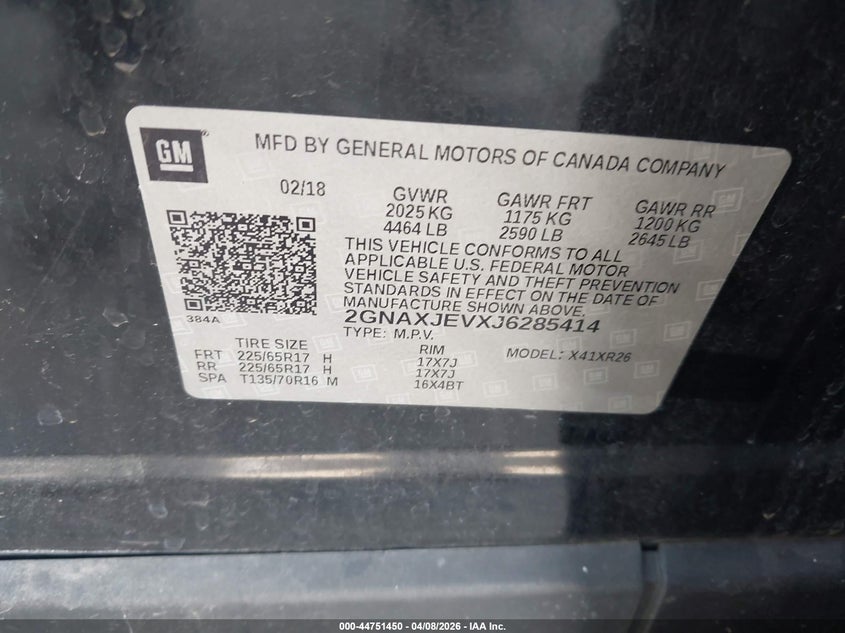 GM®
MFD BY GENERAL MOTORS OF CANADA COMPANY
02/18
GVWR
2025 KG
4464 LB
GAWR FRT
1175 KG
2590 LB
GAWR RR
1200 KG
2645 LB
THIS VEHICLE CONFORMS TO ALL
APPLICABLE U.S. FEDERAL MOTOR
VEHICLE SAFETY AND THEFT PREVENTION
STANDARDS IN EFFECT ON THE DATE OF
MANUFACTURE SHOWN ABOVE.
384A
2GNAXJEVXJ6285414
TYPE: M.P.V.
MODEL: X41XR26
TIRE SIZE
RIM
FRT 225/65R17 H 17X7J
RR 225/65R17 H 17X7J
SPA T135/70R16 M 16X4BT
000-44751450 - 04/08/2026 - IAA Inc.